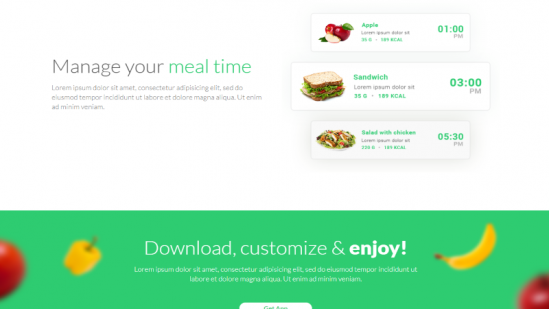 Manage your meal time
Lorem ipsum dolor sit amet, consectetur adipisicing elit, sed do
eiusmod tempor incididunt ut labore et dolore magna aliqua. Ut enim
ad minim veniam.
Apple
Lorem ipsum dolor sit
35 G - 189 KCAL
01:00
PM
Sandwich
Lorem ipsum dolor sit
35 G - 189 KCAL
03:00
PM
Salad with chicken
Lorem ipsum dolor sit
235 G - 189 KCAL
05:30
PM
Download, customize & enjoy!
Lorem ipsum dolor sit amet, consectetur adipisicing elit, sed do eiusmod tempor incididunt ut
labore et dolore magna aliqua. Ut enim ad minim veniam.
Get App